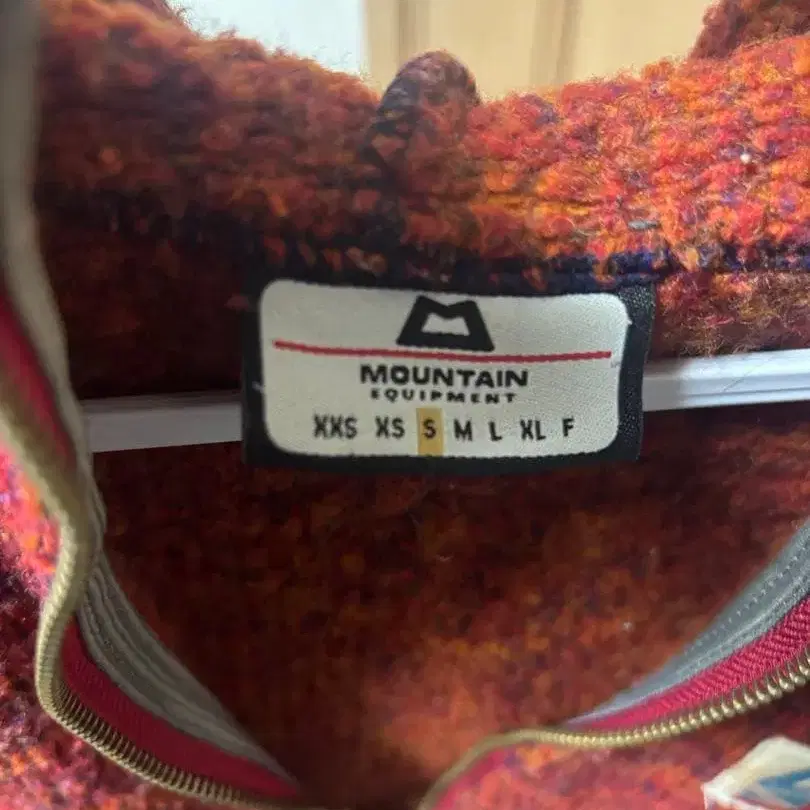 MOUNTAIN
EQUIPMENT
XXS XS S M L XL F